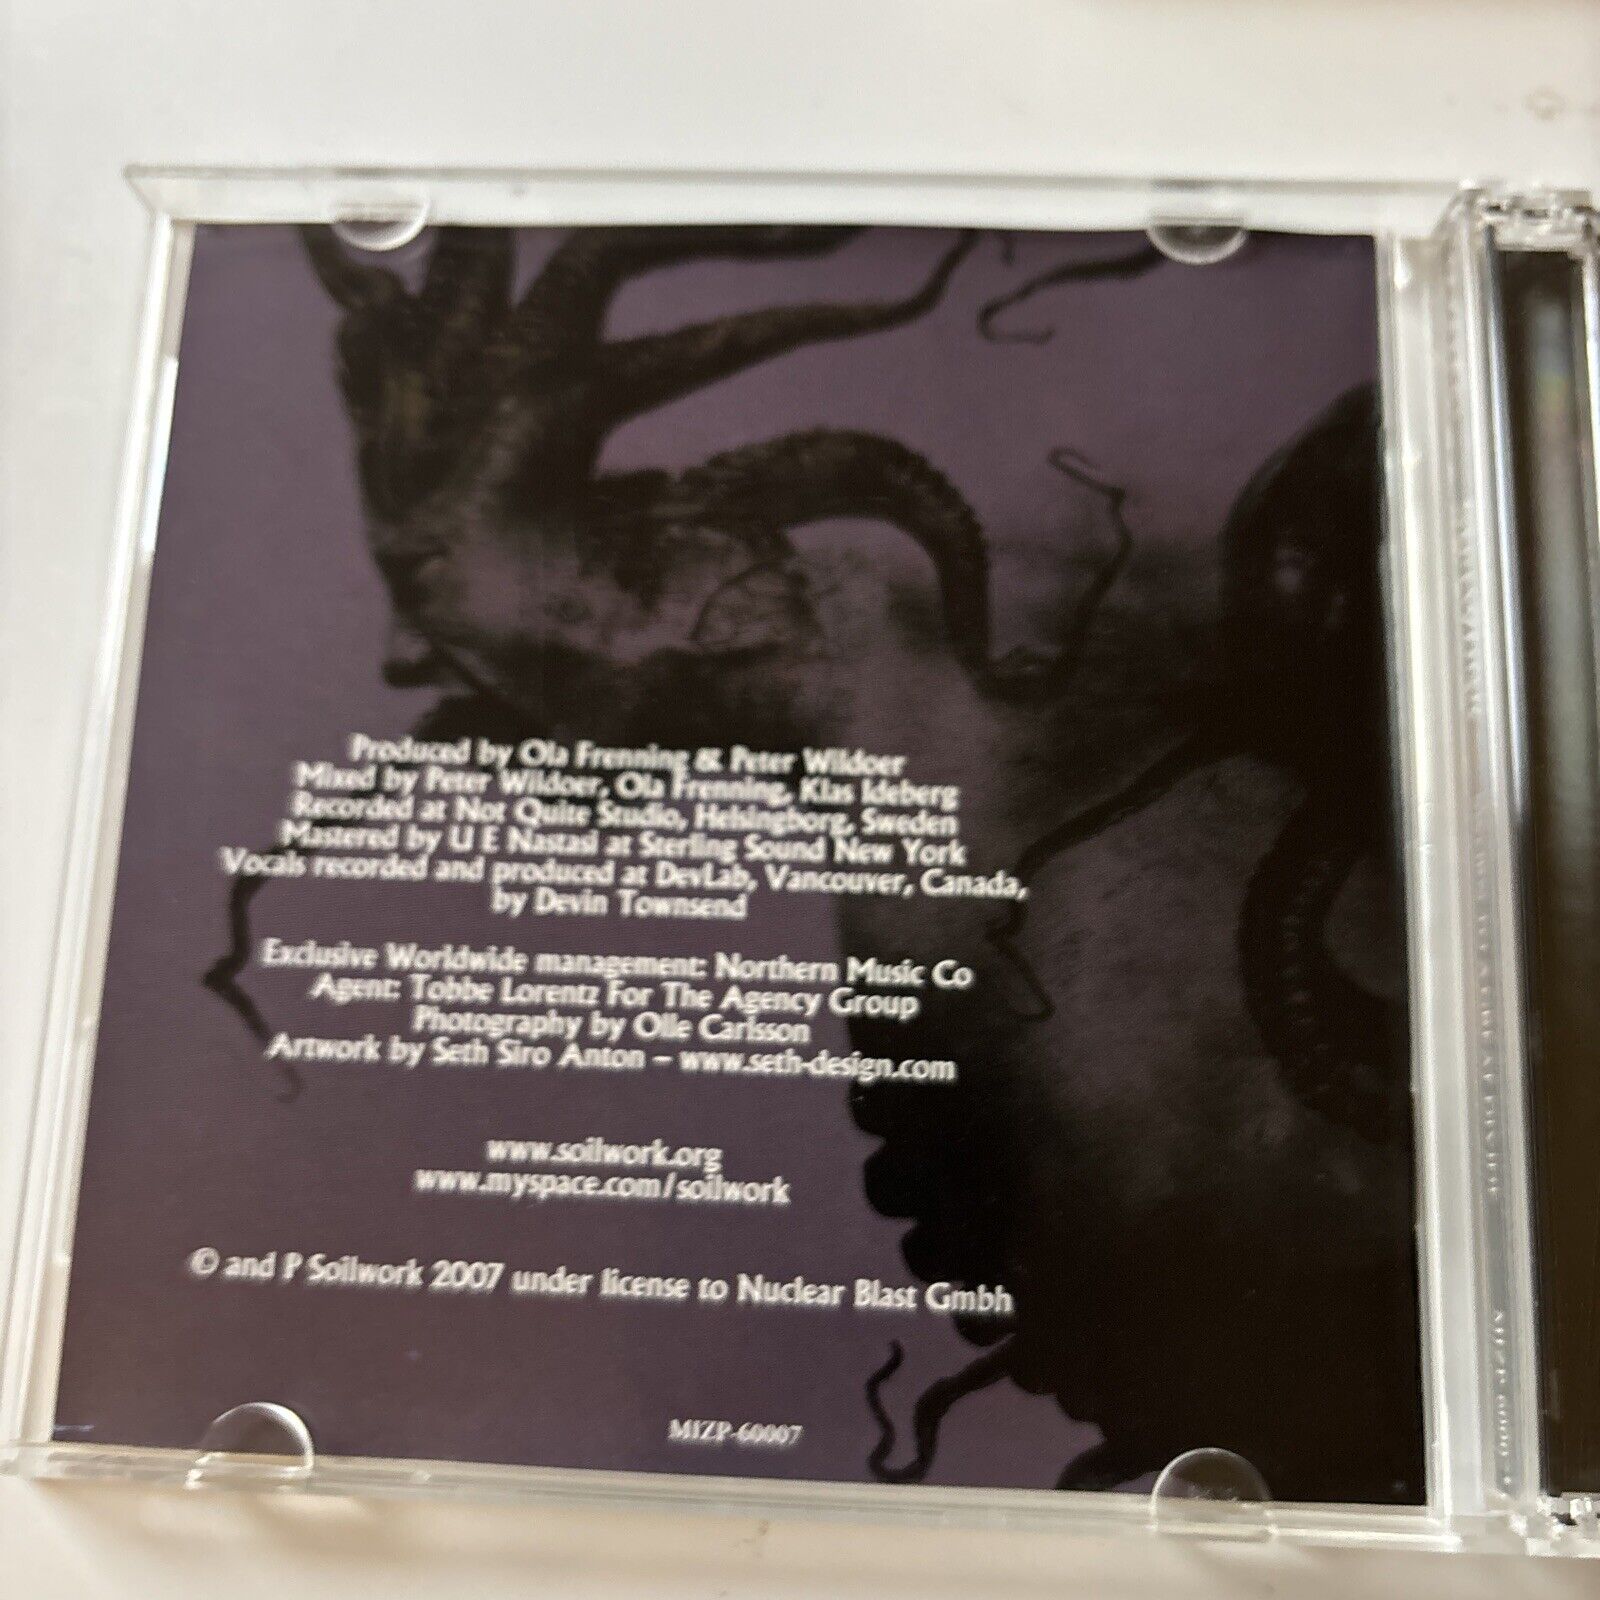 Produced by Ola Frenning & Peter Wildoer
Mixed by Peter Wildoer, Ola Frenning, Klas Ideberg
Recorded at Not Quite Studio, Helsingborg, Sweden
Mastered by U E Nastasi at Sterling Sound New York
Vocals recorded and produced at DevLab, Vancouver, Canada,
by Devin Townsend
Exclusive Worldwide management: Northern Music Co
Agent: Tobbe Lorentz For The Agency Group
Photography by Olle Carlsson
Artwork by Seth Siro Anton – www.seth-design.com
www.soilwork.org
www.myspace.com/soilwork
© and P Soilwork 2007 under license to Nuclear Blast Gmbh
MIZP-60007